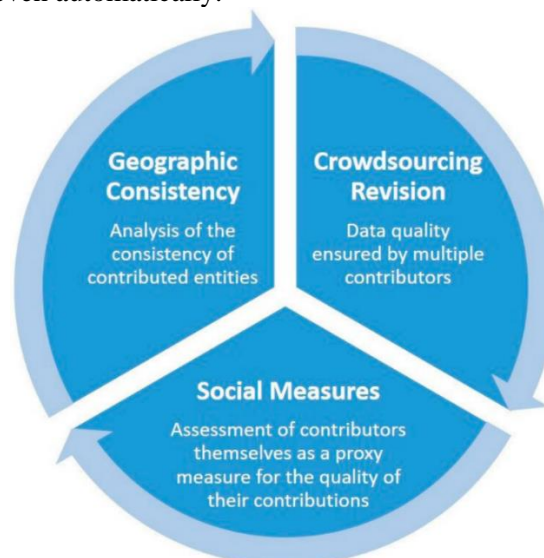 automatically.
Geographic
Consistency
Analysis of the
consistency of
contributed entities
Crowdsourcing
Revision
Data quality
ensured by multiple
contributors
Social Measures
Assessment of contributors
themselves as a proxy
measure for the quality of
their contributions